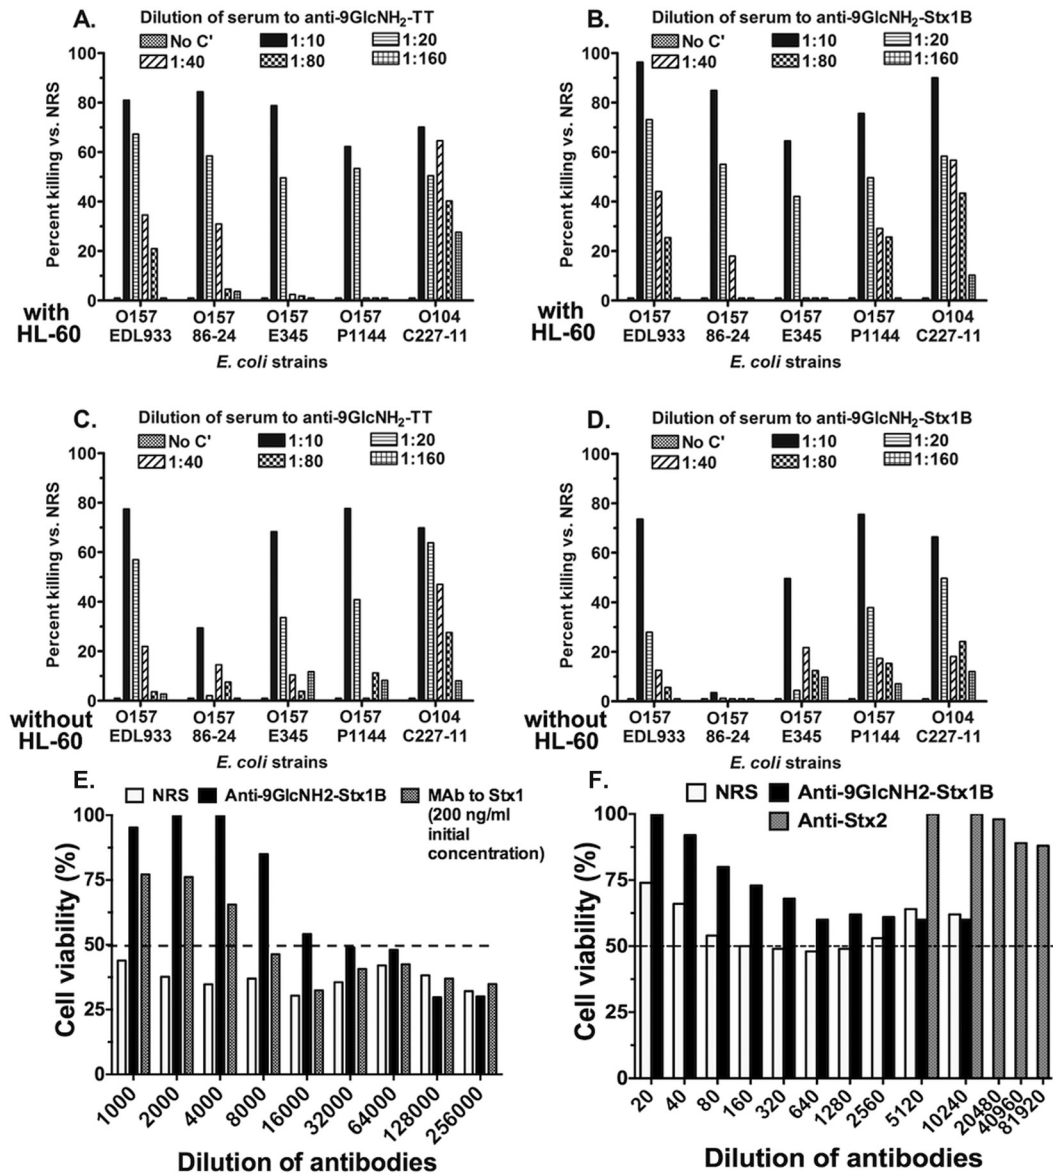 A.
Dilution of serum to anti-9GlcNH2-TT
No C' 1:10 1:20
1:40 1:80 1:160
Percent killing vs. NRS
100
80
60
40
20
0
with HL-60
O157 O157 O157 O157 O104
EDL933 86-24 E345 P1144 C227-11
E. coli strains
B.
Dilution of serum to anti-9GlcNH2-Stx1B
No C' 1:10 1:20
1:40 1:80 1:160
Percent killing vs. NRS
100
80
60
40
20
0
with HL-60
O157 O157 O157 O157 O104
EDL933 86-24 E345 P1144 C227-11
E. coli strains
C.
Dilution of serum to anti-9GlcNH2-TT
No C' 1:10 1:20
1:40 1:80 1:160
Percent killing vs. NRS
80
60
40
20
0
without HL-60
O157 O157 O157 O157 O104
EDL933 86-24 E345 P1144 C227-11
E. coli strains
D.
Dilution of serum to anti-9GlcNH2-Stx1B
No C' 1:10 1:20
1:40 1:80 1:160
Percent killing vs. NRS
80
60
40
20
0
without HL-60
O157 O157 O157 O157 O104
EDL933 86-24 E345 P1144 C227-11
E. coli strains
E.
NRS Anti-9GlcNH2-Stx1B MAb to Stx1
(200 ng/ml
initial
concentration)
Cell viability (%)
100
75
50
25
0
1000 2000 4000 8000 16000 32000 64000 128000 256000
Dilution of antibodies
F.
NRS Anti-9GlcNH2-Stx1B
Anti-Stx2
Cell viability (%)
100
75
50
25
0
20 40 80 160 320 640 1280 2560 5120 10240 20480 40960 81920
Dilution of antibodies